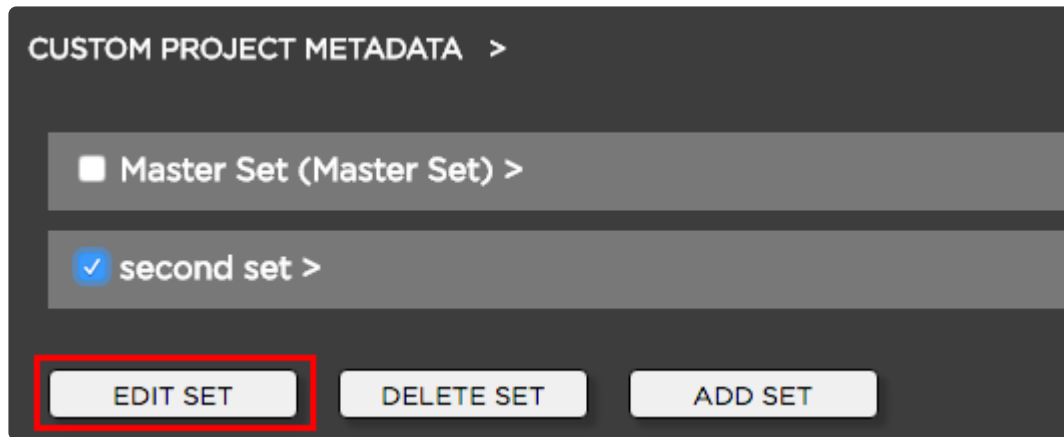 CUSTOM PROJECT METADATA >
Master Set (Master Set) >
second set >
EDIT SET DELETE SET ADD SET